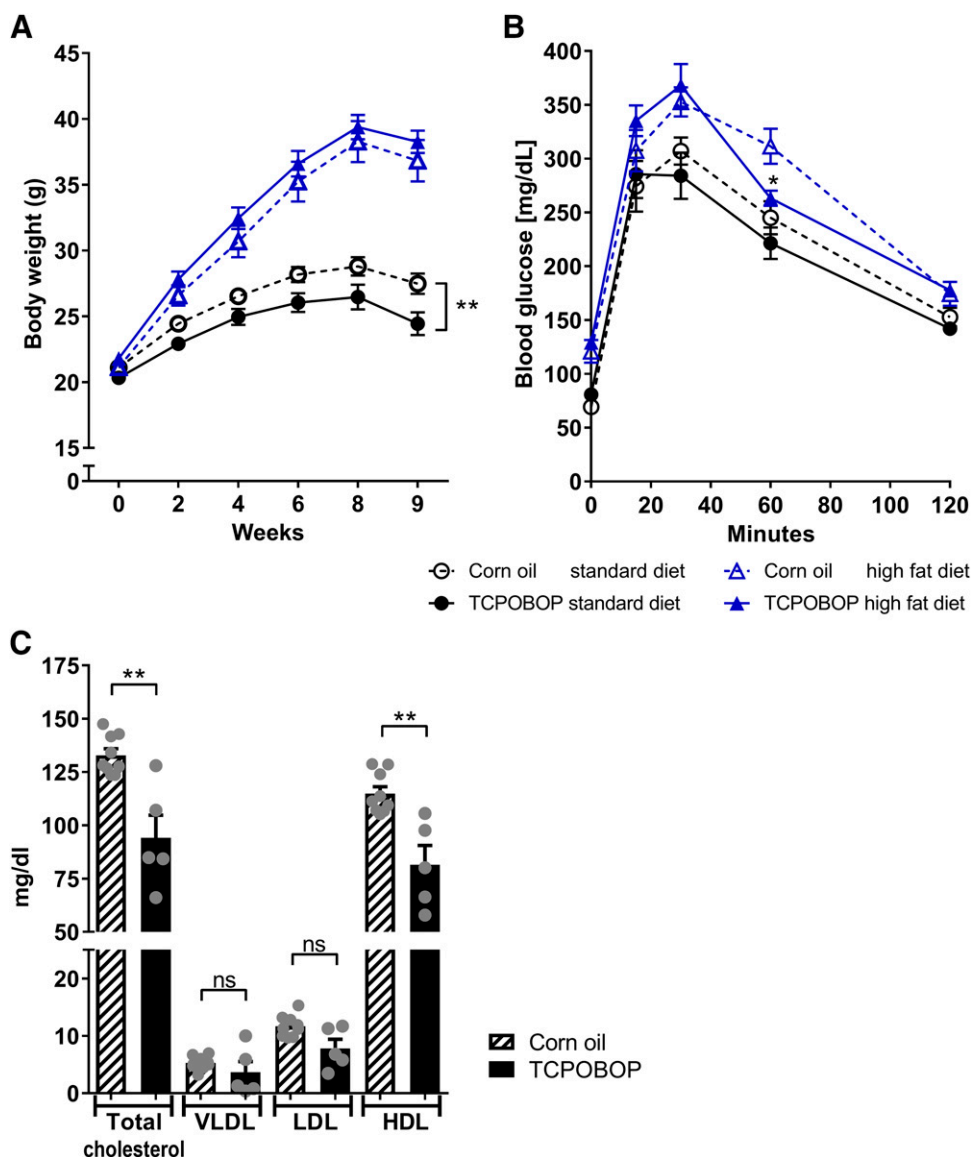 A
B
45
40
35
30
25
20
15
0
Body weight (g)
**
0 2 4 6 8 9
Weeks
400
350
300
250
200
150
100
50
0
Blood glucose [mg/dL]
*
0 20 40 60 80 100 120
Minutes
Corn oil standard diet
Corn oil high fat diet
TCPOBOP standard diet
TCPOBOP high fat diet
C
175
150
125
100
75
50
20
10
0
mg/dl
**
ns
ns
**
Total cholesterol
VLDL
LDL
HDL
Corn oil
TCPOBOP